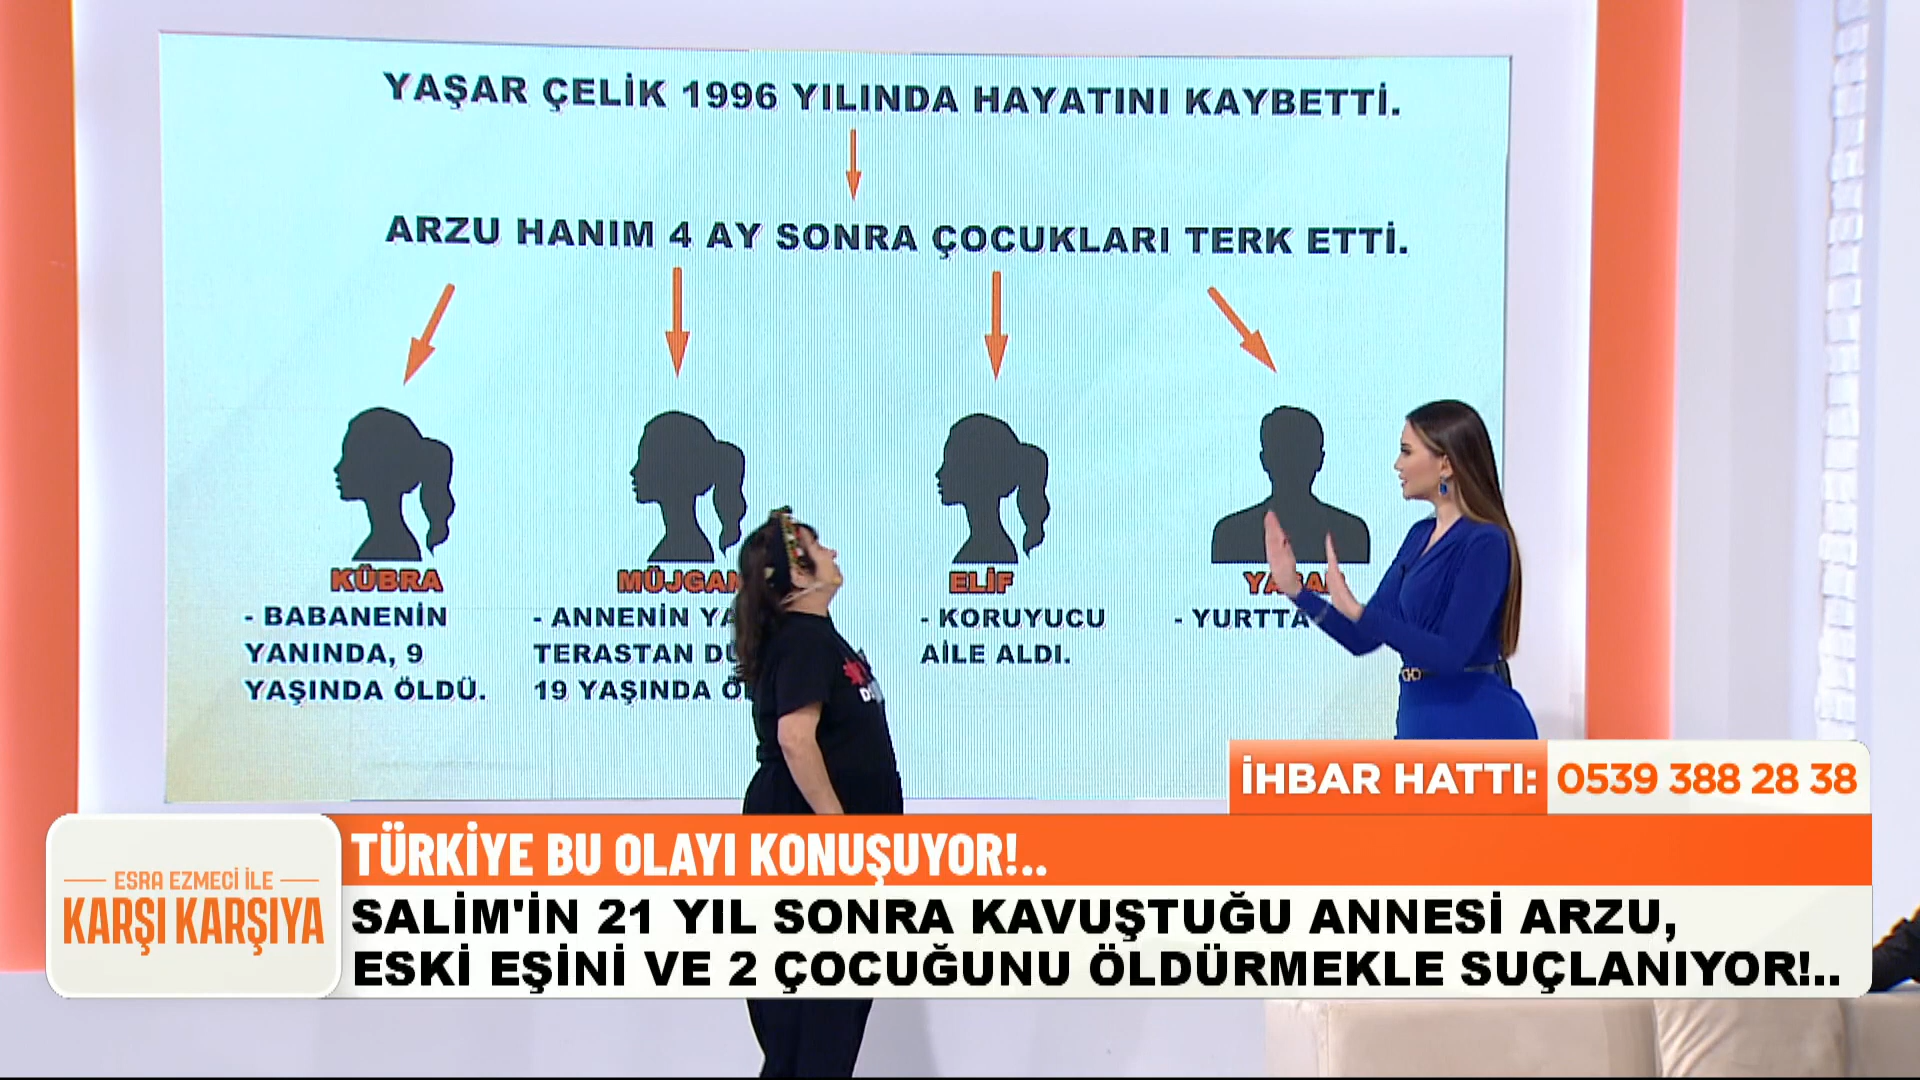 YAŞAR ÇELİK 1996 YILINDA HAYATINI KAYBETTİ.
ARZU HANIM 4 AY SONRA ÇOCUKLARI TERK ETTİ.
KÜBRA
- BABANENİN
YANINDA, 9
YAŞINDA ÖLDÜ.
MÜJGAN
- ANNENİN
TERASTAN
19 YAŞINDA
ELİF
- KORUYUCU
AİLE ALDI.
- YURTTA
İHBAR HATTI: 0539 388 28 38
TÜRKİYE BU OLAYI KONUŞUYOR!..
ESRA EZMECİ İLE
KARŞI KARŞIYA
SALİM'İN 21 YIL SONRA KAVUŞTUĞU ANNESİ ARZU,
ESKİ EŞİNİ VE 2 ÇOCUĞUNU ÖLDÜRMEKLE SUÇLANIYOR!..